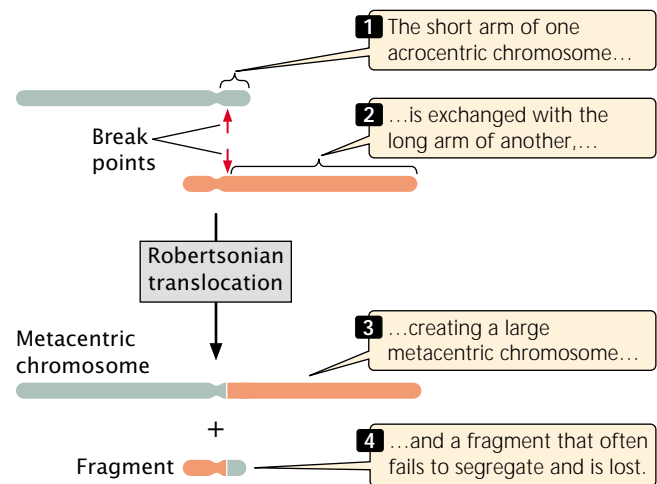 1 The short arm of one
acrocentric chromosome…
2 …is exchanged with the
long arm of another,…
Break
points
Robertsonian
translocation
Metacentric
chromosome
3 …creating a large
metacentric chromosome…
+
Fragment
4 …and a fragment that often
fails to segregate and is lost.